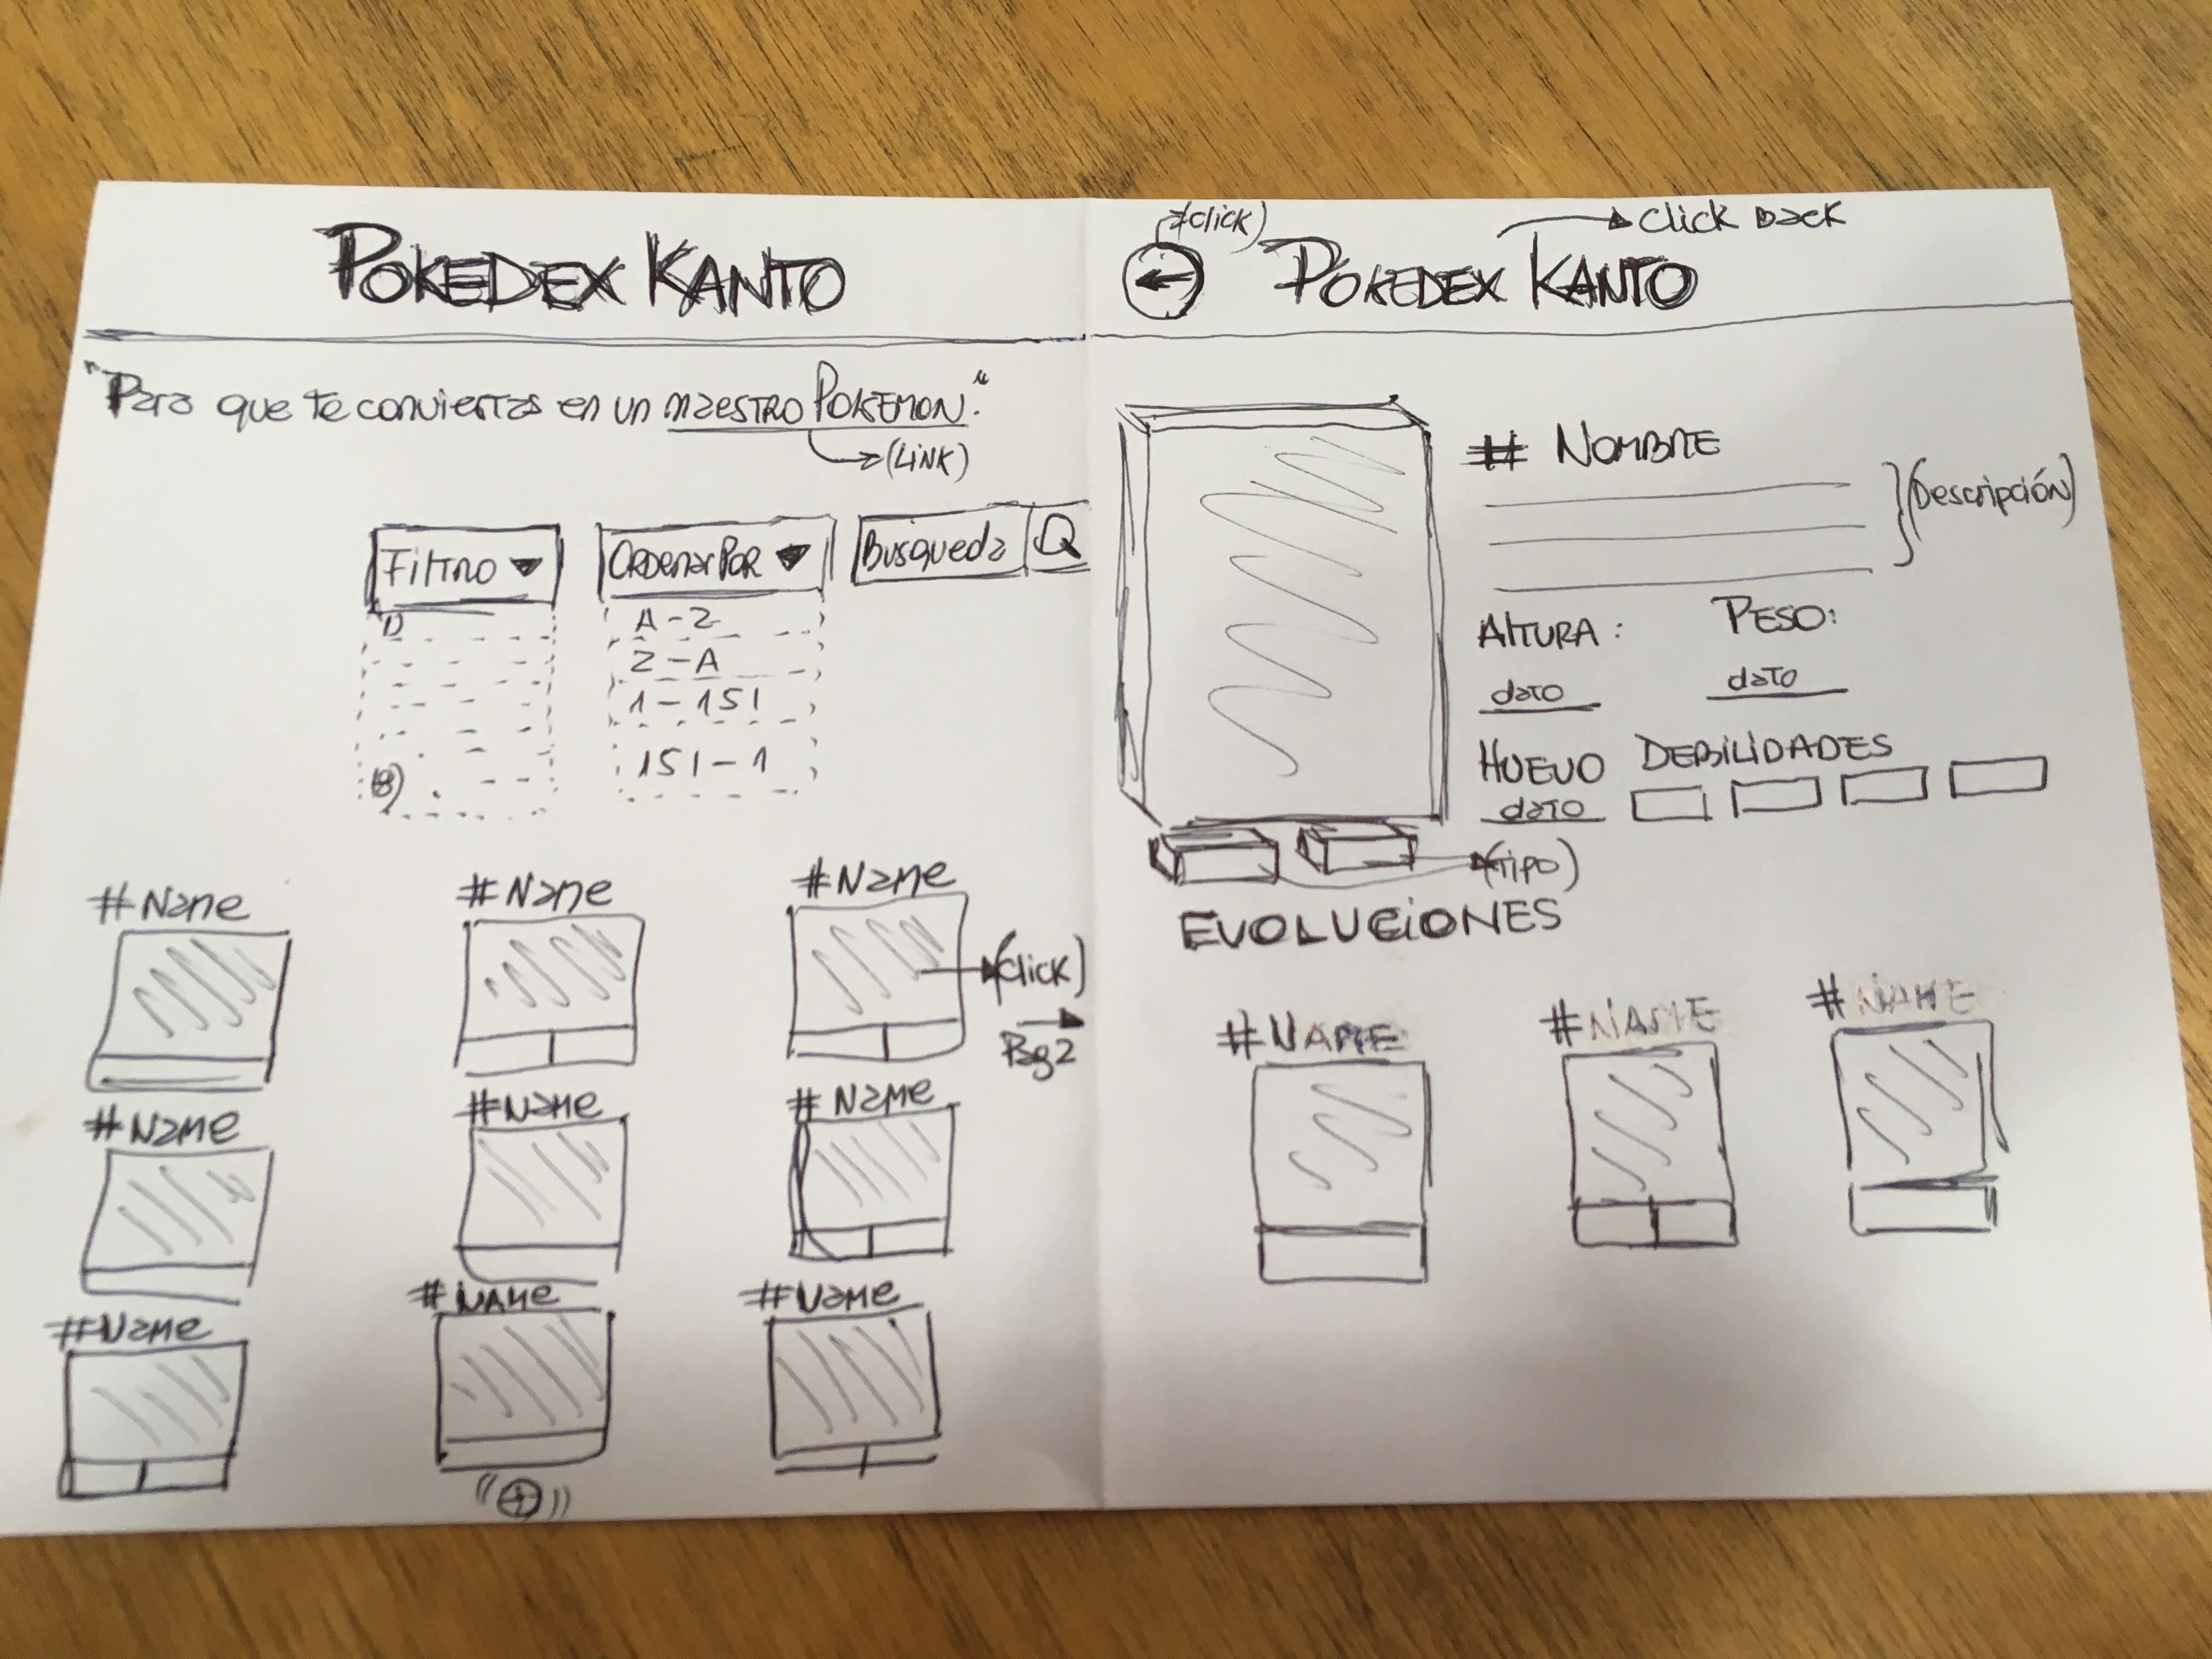 POKEDEX KANTO
"Para que te conviertas en un maestro POKEMON."
(LINK)
Filtro
Ordenar Por
Busqueda
A-Z
Z-A
1-151
151-1
#Name
#Name
#Name
(click)
Pag 2
#Name
#Name
#Name
#Name
#NAMe
#Name
(click)
click back
POKEDEX KANTO
# NOMBRE
(Descripción)
AlTURA:
PESO:
dato
dato
HUEVO
DEBiLIDADES
dato
(TIPO)
EVOLUCiONES
#NAME
#NAME
#NAME